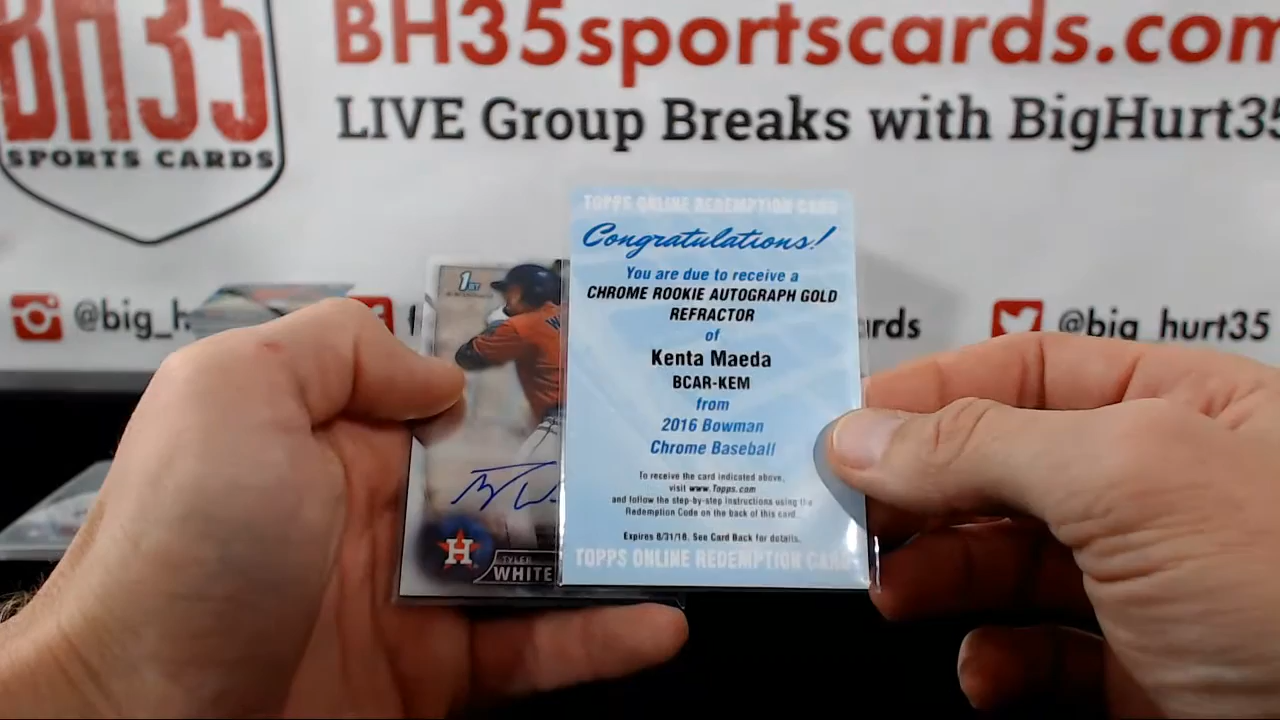 BH35
SPORTS CARDS
BH35sportscards.com
LIVE Group Breaks with BigHurt35
@big_h
@big_hurt35
1ST
H
TYLER
WHITE
TOPPS ONLINE REDEMPTION CARD
Congratulations!
You are due to receive a
CHROME ROOKIE AUTOGRAPH GOLD
REFRACTOR
of
Kenta Maeda
BCAR-KEM
from
2016 Bowman
Chrome Baseball
To receive the card indicated above,
visit www.Topps.com
and follow the step-by-step instructions using the
Redemption Code on the back of this card.
Expires 8/31/18. See Card Back for details.
TOPPS ONLINE REDEMPTION CARD